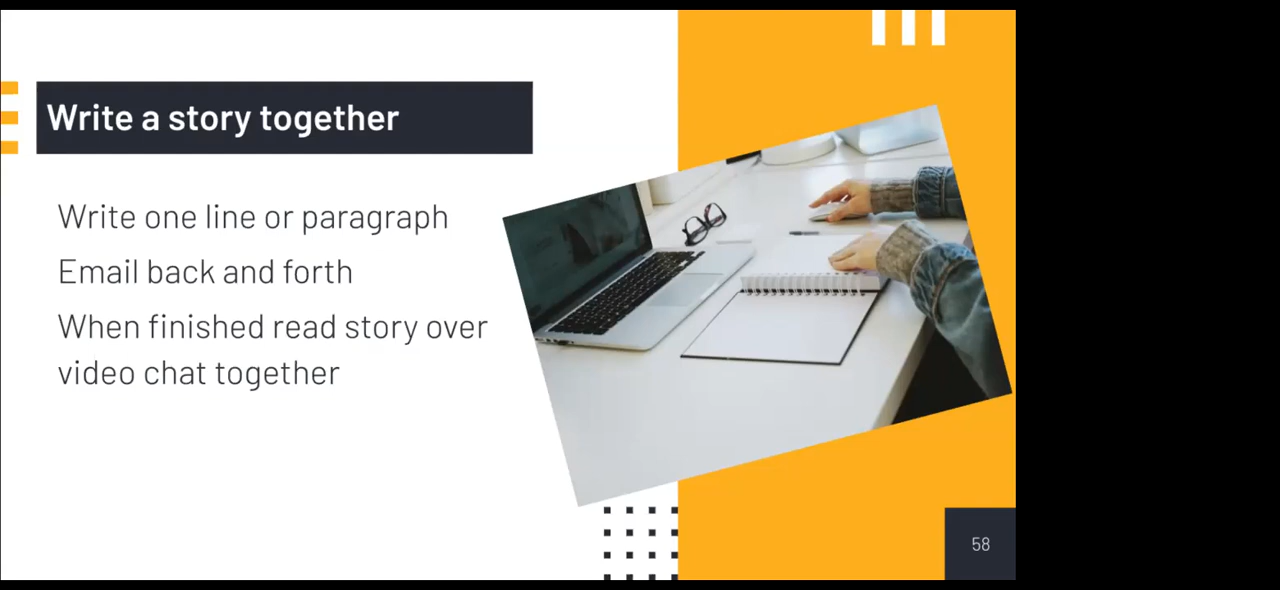 Write a story together
Write one line or paragraph
Email back and forth
When finished read story over
video chat together
58